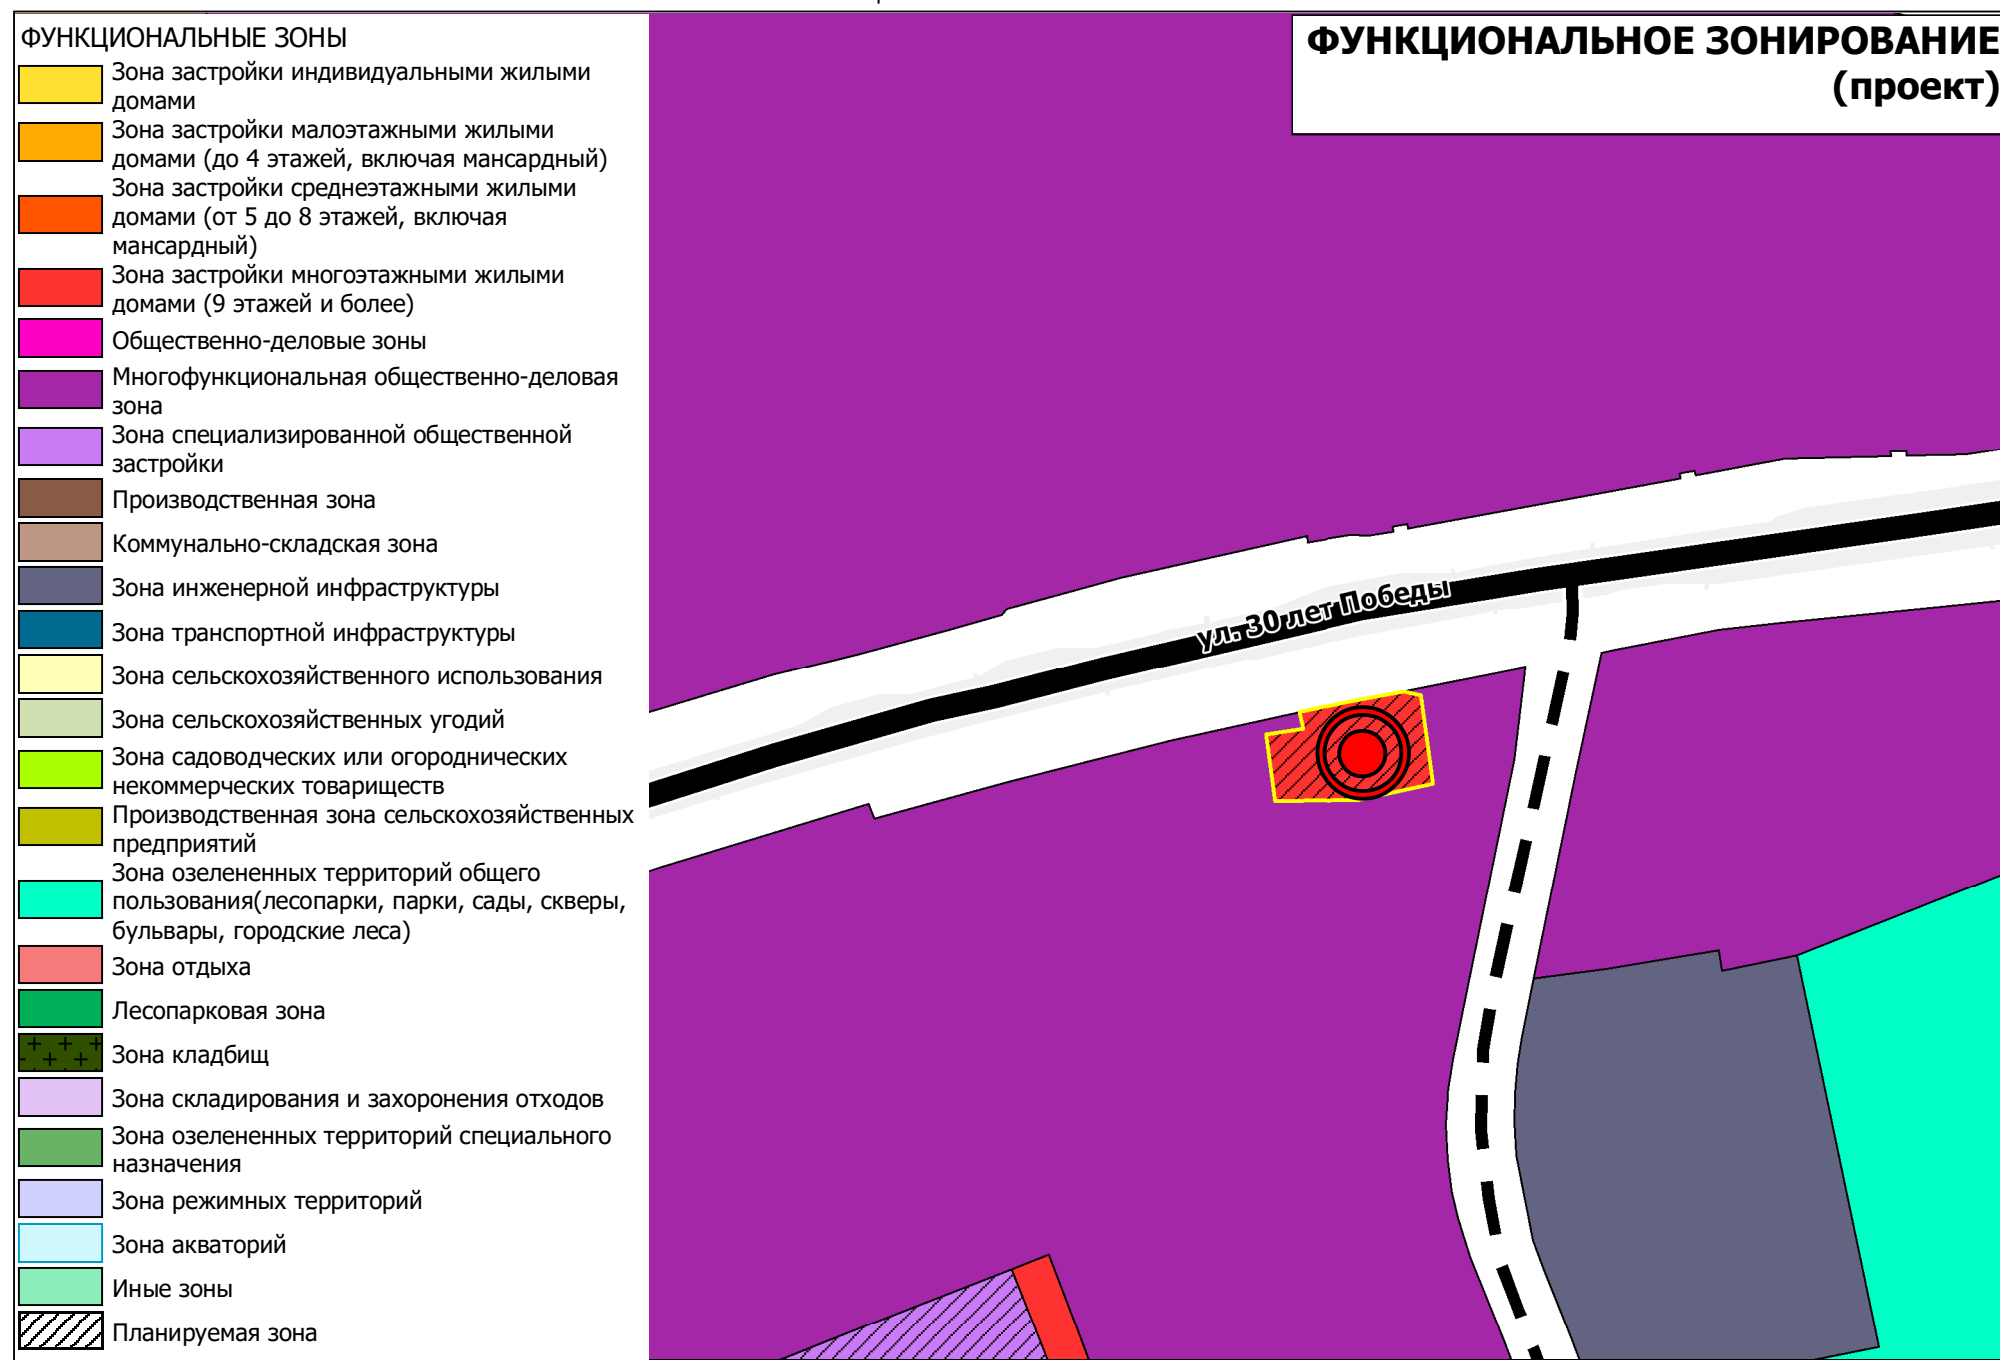 ФУНКЦИОНАЛЬНЫЕ ЗОНЫ
Зона застройки индивидуальными жилыми
домами
Зона застройки малоэтажными жилыми
домами (до 4 этажей, включая мансардный)
Зона застройки среднеэтажными жилыми
домами (от 5 до 8 этажей, включая
мансардный)
Зона застройки многоэтажными жилыми
домами (9 этажей и более)
Общественно-деловые зоны
Многофункциональная общественно-деловая
зона
Зона специализированной общественной
застройки
Производственная зона
Коммунально-складская зона
Зона инженерной инфраструктуры
Зона транспортной инфраструктуры
Зона сельскохозяйственного использования
Зона сельскохозяйственных угодий
Зона садоводческих или огороднических
некоммерческих товариществ
Производственная зона сельскохозяйственных
предприятий
Зона озелененных территорий общего
пользования(лесопарки, парки, сады, скверы,
бульвары, городские леса)
Зона отдыха
Лесопарковая зона
Зона кладбищ
Зона складирования и захоронения отходов
Зона озелененных территорий специального
назначения
Зона режимных территорий
Зона акваторий
Иные зоны
Планируемая зона
ФУНКЦИОНАЛЬНОЕ ЗОНИРОВАНИЕ
(проект)
ул. 30 лет Победы